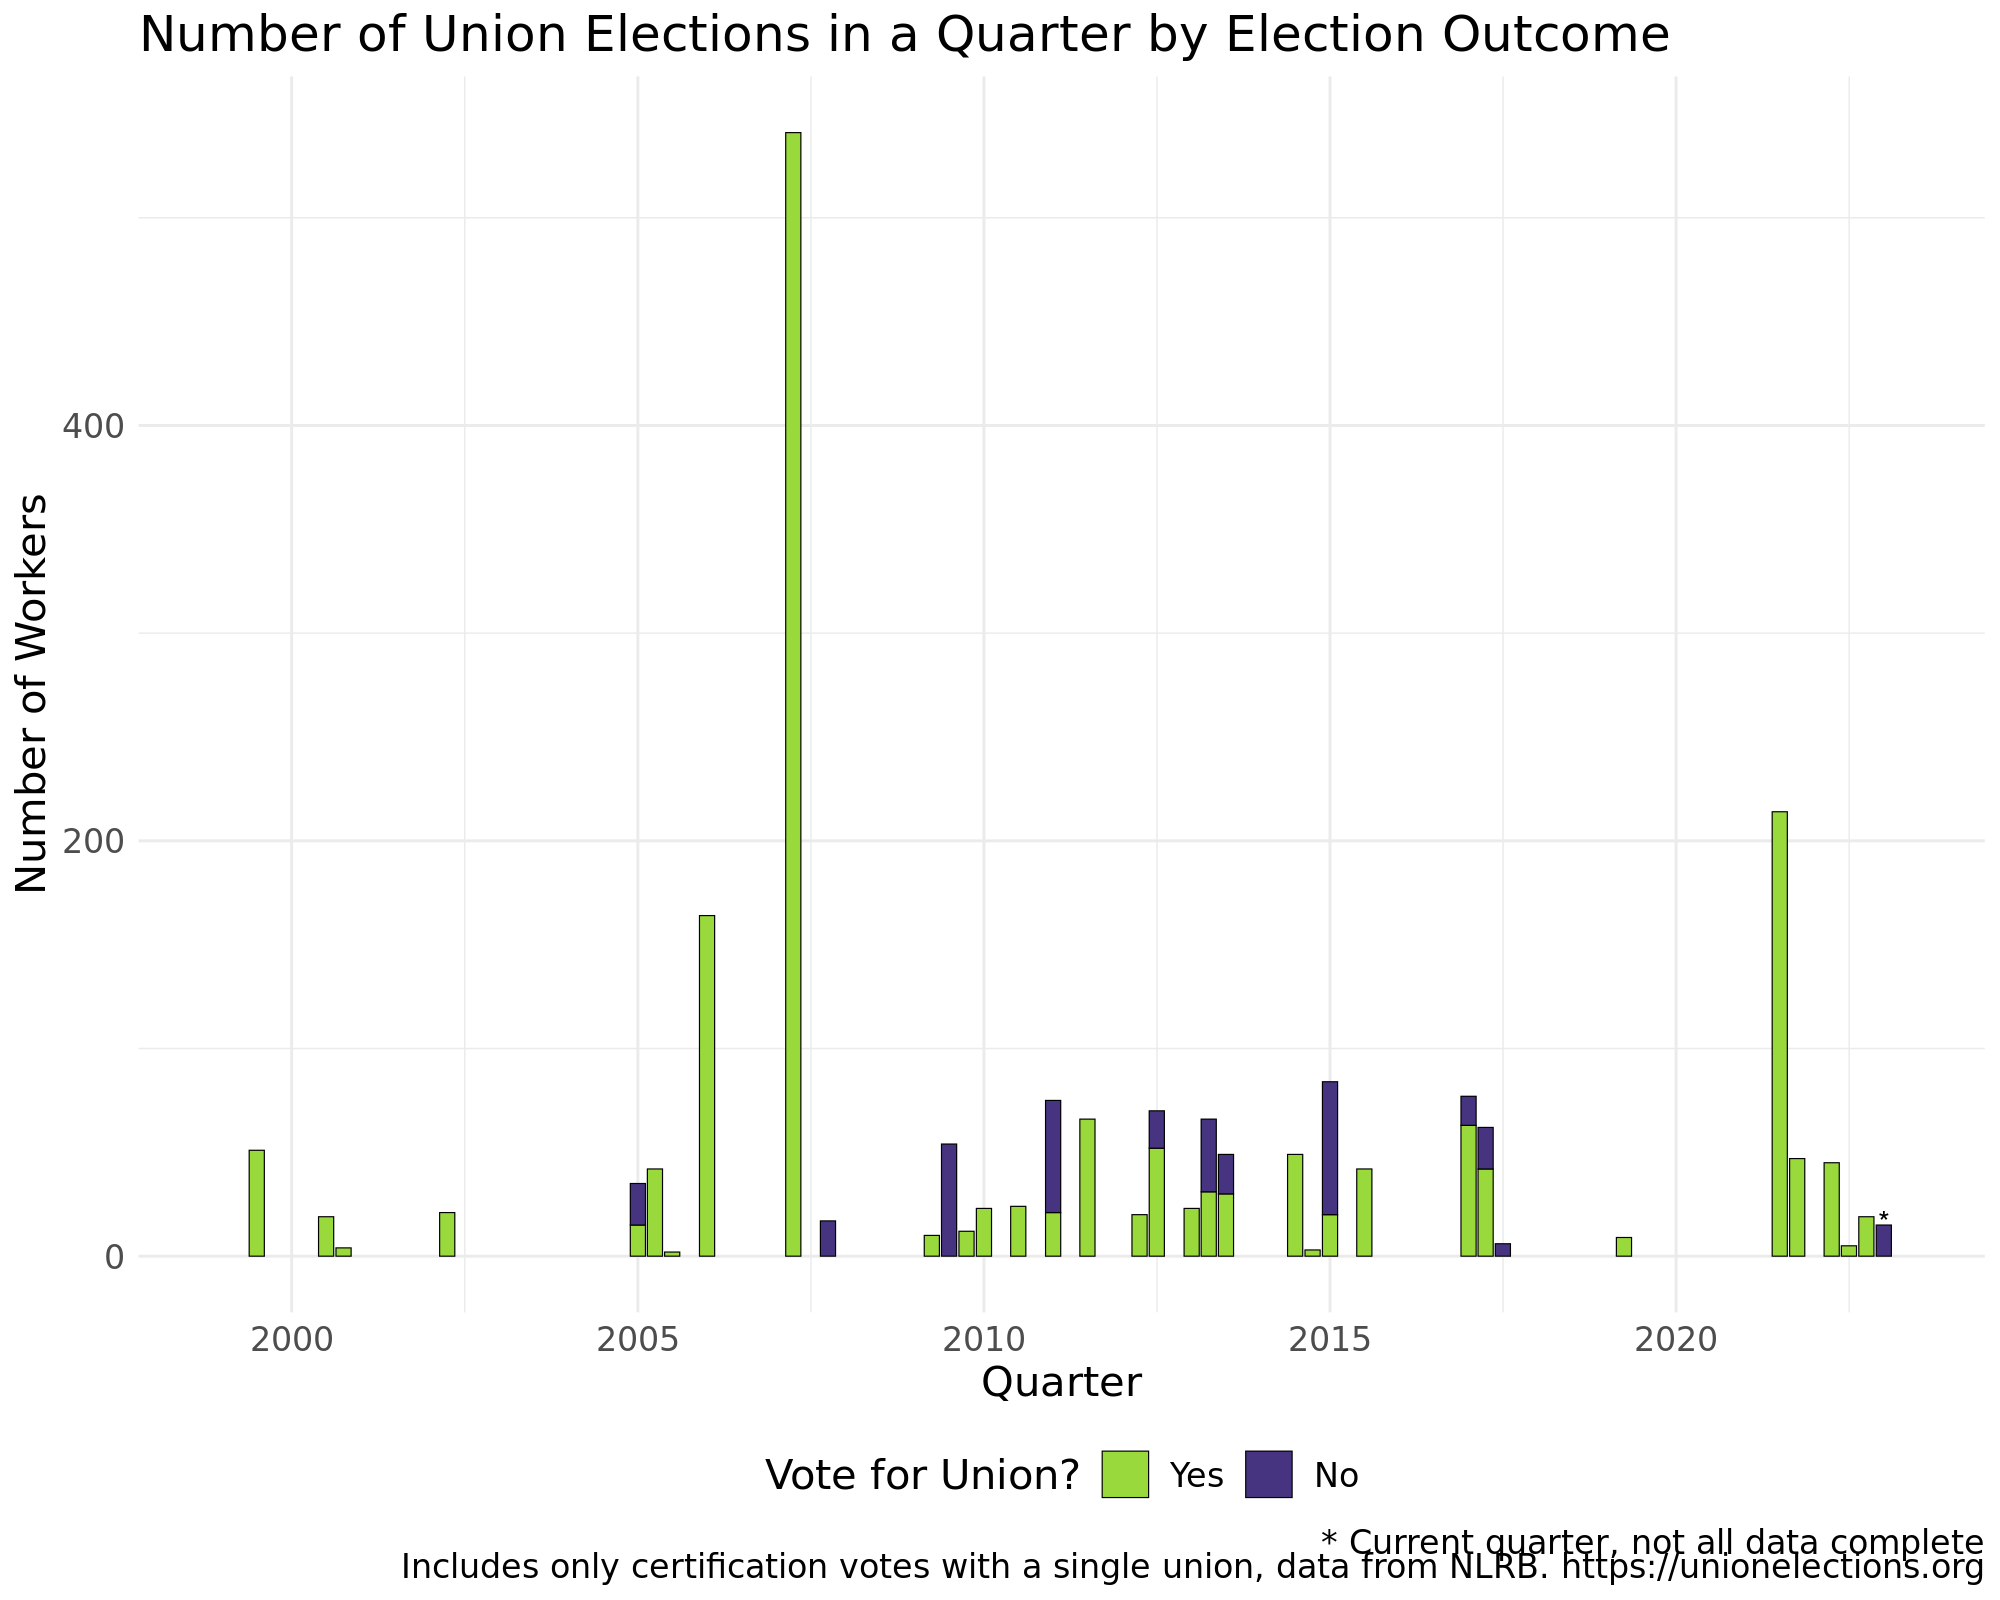 Number of Union Elections in a Quarter by Election Outcome
Number of Workers
400
200
0
*
2000 2005 2010 2015 2020
Quarter
Vote for Union? Yes No
* Current quarter, not all data complete
Includes only certification votes with a single union, data from NLRB. https://unionelections.org